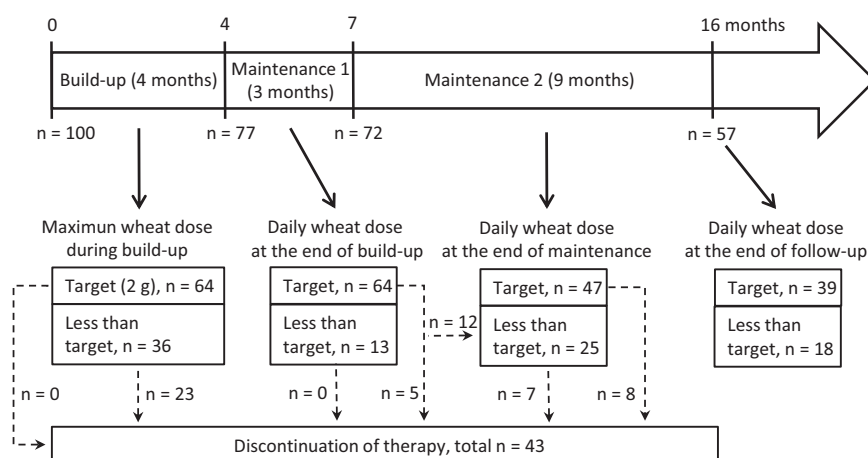 0 4 7 16 months
Build-up (4 months)
Maintenance 1
(3 months)
Maintenance 2 (9 months)
n = 100 n = 77 n = 72 n = 57
Maximun wheat dose
during build-up
Target (2 g), n = 64
Less than
target, n = 36
Daily wheat dose
at the end of build-up
Target, n = 64
Less than
target, n = 13
Daily wheat dose
at the end of maintenance
Target, n = 47
Less than
target, n = 25
Daily wheat dose
at the end of follow-up
Target, n = 39
Less than
target, n = 18
n = 12
n = 0 n = 23 n = 0 n = 5 n = 7 n = 8
Discontinuation of therapy, total n = 43